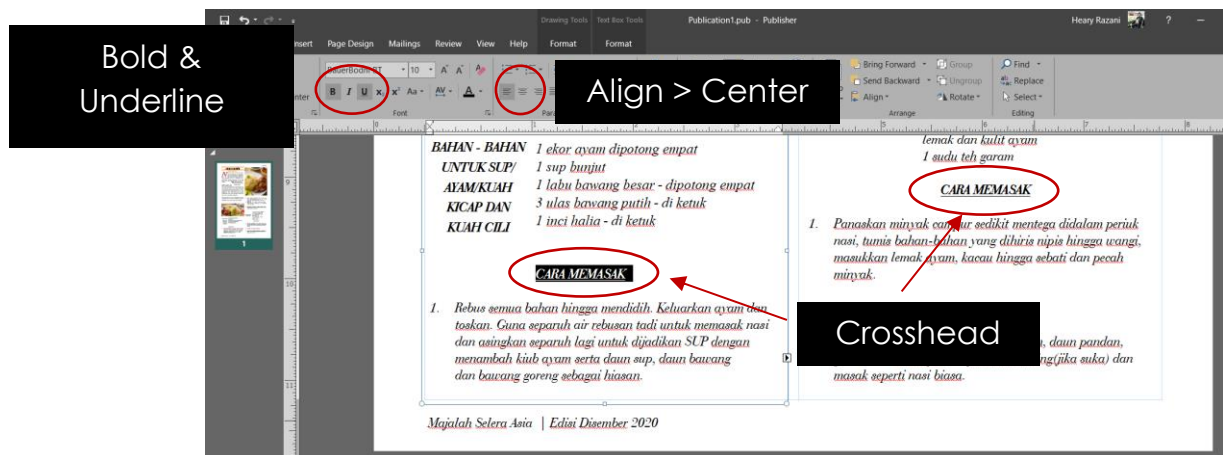 Drawing Tools Text Box Tools Publication1.pub - Publisher Heary Razani ?
Insert Page Design Mailings Review View Help Format Format
Bold &
Underline
BauerBodni BT 10
B I U
Font
Align > Center
Bring Forward Group Find
Send Backward Ungroup Replace
Align Rotate Select
Arrange Editing
1
BAHAN - BAHAN
UNTUK SUP/
AYAM/KUAH
KICAP DAN
KUAH CILI
1 ekor ayam dipotong empat
1 sup bunjut
1 labu bawang besar - dipotong empat
3 ulas bawang putih - di ketuk
1 inci halia - di ketuk
CARA MEMASAK
1. Rebus semua bahan hingga mendidih. Keluarkan ayam dan
toskan. Guna separuh air rebusan tadi untuk memasak nasi
dan asingkan separuh lagi untuk dijadikan SUP dengan
menambah kiub ayam serta daun sup, daun bawang
dan bawang goreng sebagai hiasan.
Majalah Selera Asia | Edisi Disember 2020
lemak dan kulit ayam
1 sudu teh garam
CARA MEMASAK
1. Panaskan minyak campur sedikit mentega didalam periuk
nasi, tumis bahan-bahan yang dihiris nipis hingga wangi,
masukkan lemak ayam, kacau hingga sebati dan pecah
minyak.
Crosshead
, daun pandan,
(jika suka) dan
masak seperti nasi biasa.